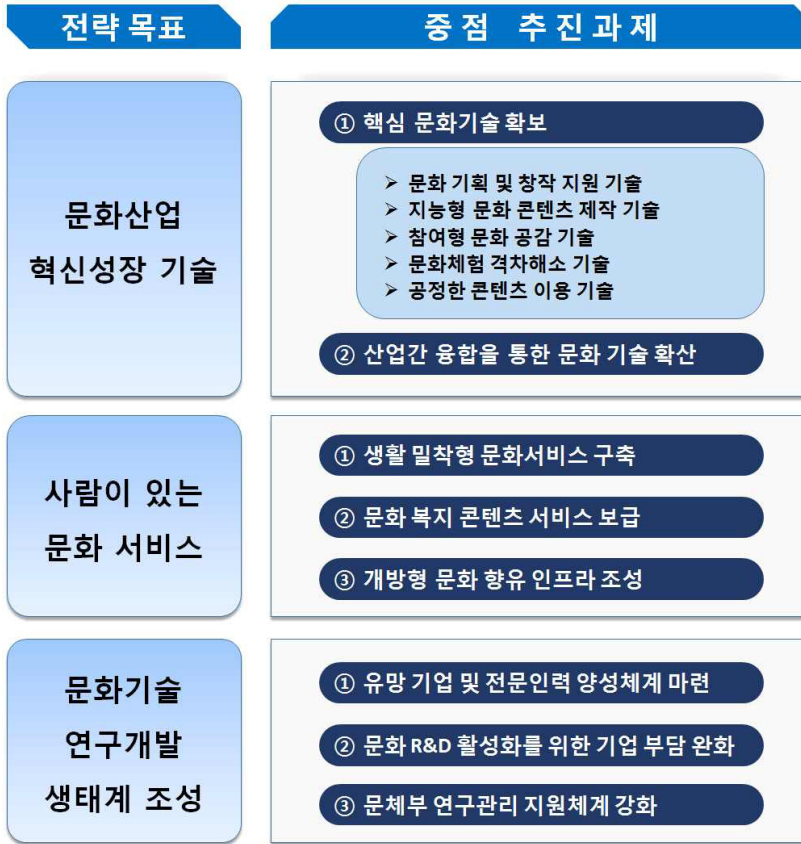 전략 목표
중점 추진과제
문화산업
혁신성장 기술
① 핵심 문화기술 확보
➢ 문화 기획 및 창작 지원 기술
➢ 지능형 문화 콘텐츠 제작 기술
➢ 참여형 문화 공감 기술
➢ 문화체험 격차해소 기술
➢ 공정한 콘텐츠 이용 기술
② 산업간 융합을 통한 문화 기술 확산
사람이 있는
문화 서비스
① 생활 밀착형 문화서비스 구축
② 문화 복지 콘텐츠 서비스 보급
③ 개방형 문화 향유 인프라 조성
문화기술
연구개발
생태계 조성
① 유망 기업 및 전문인력 양성체계 마련
② 문화 R&D 활성화를 위한 기업 부담 완화
③ 문체부 연구관리 지원체계 강화